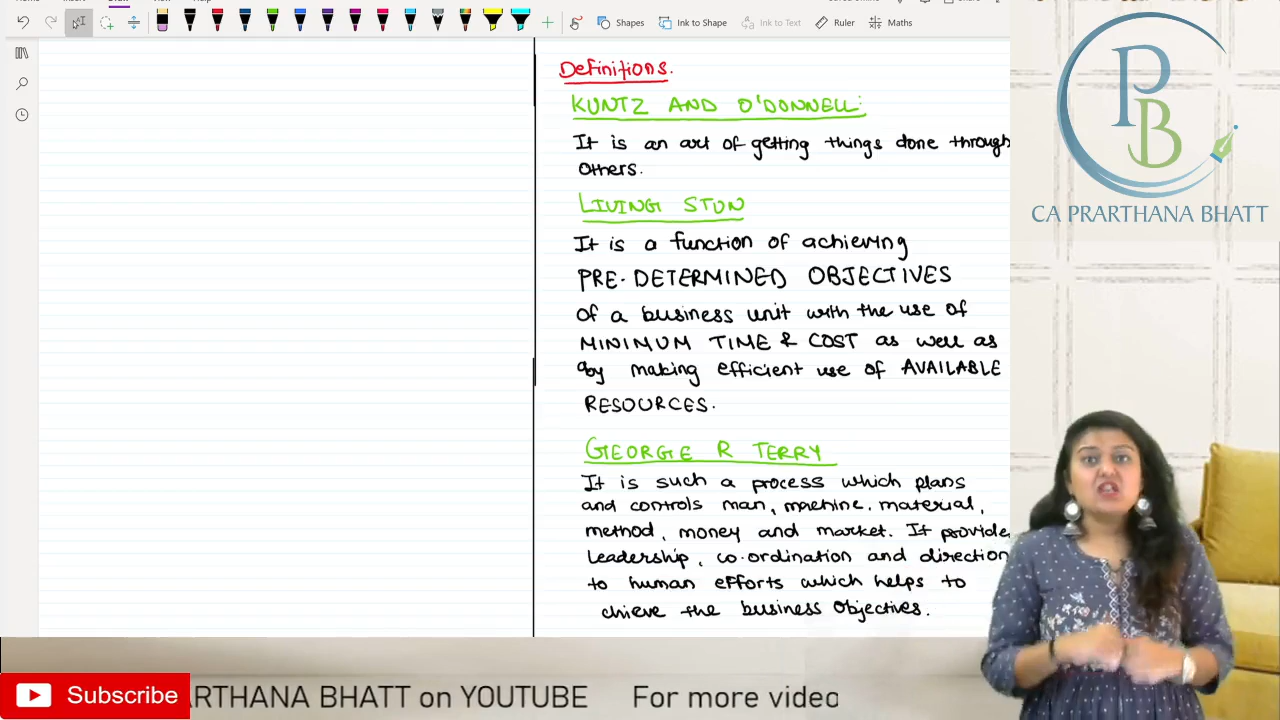 Shapes
Ink to Shape
Ink to Text
Ruler
Maths
Definitions.
KUNTZ AND O'DONNELL:
It is an art of getting things done through
others.
LIVING STON
It is a function of achieving
PRE-DETERMINED OBJECTIVES
of a business unit with the use of
MINIMUM TIME & COST as well as
by making efficient use of AVAILABLE
RESOURCES.
GEORGE R TERRY
It is such a process which plans
and controls man, machine, material,
method, money and market. It provide
leadership, co-ordination and direction
to human efforts which helps to
chieve the business objectives.
PB
CA PRARTHANA BHATT
Subscribe
ARTHANA BHATT on YOUTUBE For more video